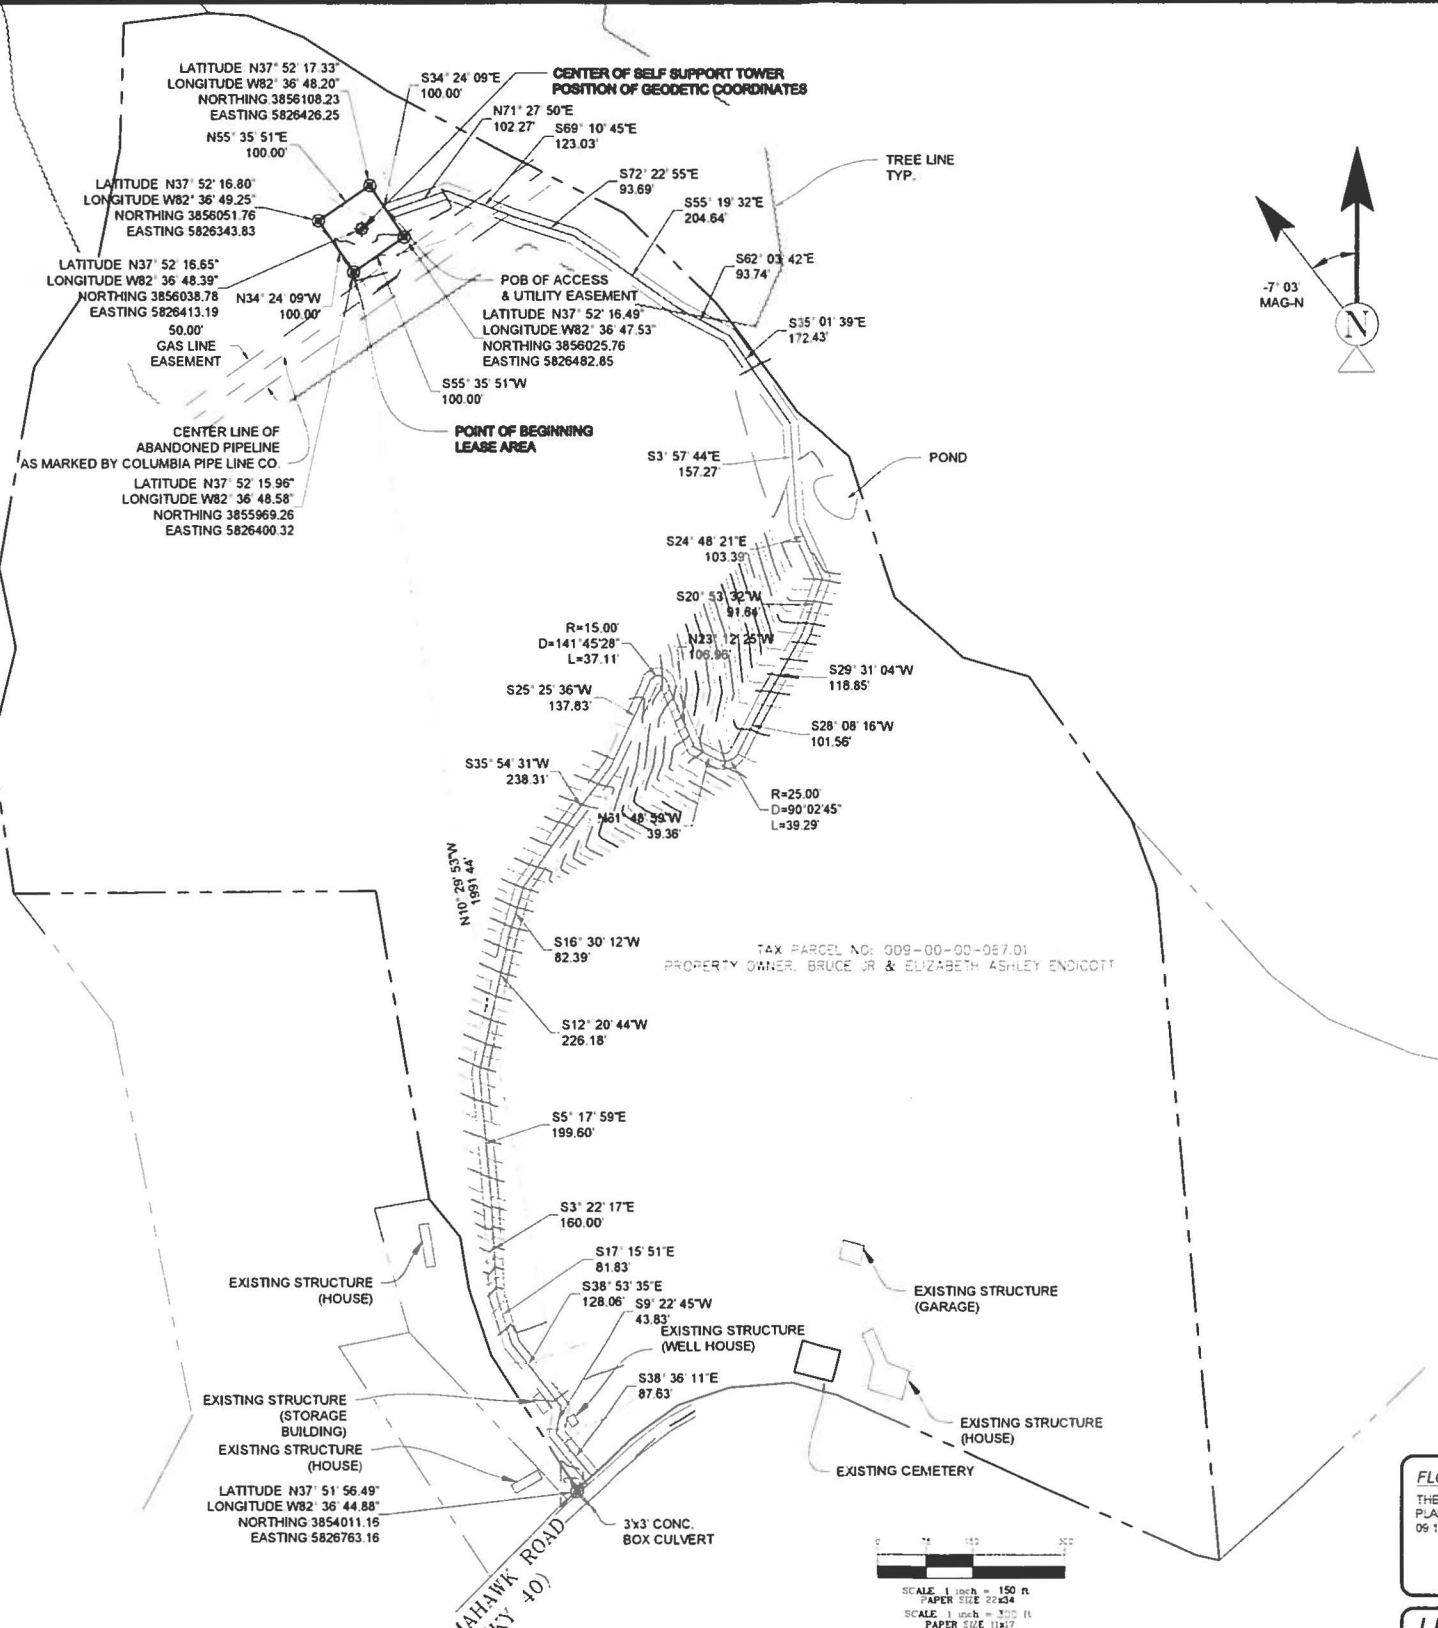 LATITUDE N37° 52' 17.33"
LONGITUDE W82° 36' 48.20"
NORTHING 3856108.23
EASTING 5826426.25
S34° 24' 09"E
100.00'
CENTER OF SELF SUPPORT TOWER
POSITION OF GEODETIC COORDINATES
N71° 27' 50"E
102.27'
S69° 10' 45"E
123.03'
N55° 35' 51"E
100.00'
S72° 22' 55"E
93.69'
TREE LINE
TYP.
LATITUDE N37° 52' 16.80"
LONGITUDE W82° 36' 49.25"
NORTHING 3856051.76
EASTING 5826343.83
S55° 19' 32"E
204.64'
S62° 03' 42"E
93.74'
LATITUDE N37° 52' 16.65"
LONGITUDE W82° 36' 48.39"
NORTHING 3856038.78
EASTING 5826413.19
N34° 24' 09"W
100.00'
50.00'
GAS LINE
EASEMENT
POB OF ACCESS
& UTILITY EASEMENT
LATITUDE N37° 52' 16.49"
LONGITUDE W82° 36' 47.53"
NORTHING 3856025.76
EASTING 5826482.85
S35° 01' 39"E
172.43'
-7° 03'
MAG-N
N
S55° 35' 51"W
100.00'
POINT OF BEGINNING
LEASE AREA
CENTER LINE OF
ABANDONED PIPELINE
AS MARKED BY COLUMBIA PIPE LINE CO.
LATITUDE N37° 52' 15.96"
LONGITUDE W82° 36' 48.58"
NORTHING 3855969.26
EASTING 5826400.32
S3° 57' 44"E
157.27'
POND
S24° 48' 21"E
103.39'
S20° 53' 32"W
91.64'
R=15.00'
D=141°45'28"
L=37.11'
N23° 12' 25"W
106.96'
S29° 31' 04"W
118.85'
S25° 25' 36"W
137.83'
S28° 08' 16"W
101.56'
S35° 54' 31"W
238.31'
R=25.00'
D=90°02'45"
L=39.29'
N61° 48' 59"W
39.36'
N10° 29' 53"W
1991.44'
S16° 30' 12"W
82.39'
TAX PARCEL NO: 009-00-00-067.01
PROPERTY OWNER: BRUCE JR & ELIZABETH ASHLEY ENDICOTT
S12° 20' 44"W
226.18'
S5° 17' 59"E
199.60'
S3° 22' 17"E
160.00'
S17° 15' 51"E
81.83'
EXISTING STRUCTURE
(HOUSE)
S38° 53' 35"E
128.06'
S9° 22' 45"W
43.83'
EXISTING STRUCTURE
(GARAGE)
EXISTING STRUCTURE
(WELL HOUSE)
S38° 36' 11"E
87.63'
EXISTING STRUCTURE
(STORAGE
BUILDING)
EXISTING STRUCTURE
(HOUSE)
EXISTING STRUCTURE
(HOUSE)
EXISTING CEMETERY
LATITUDE N37° 51' 56.49"
LONGITUDE W82° 36' 44.88"
NORTHING 3854011.16
EASTING 5826763.16
3'x3' CONC.
BOX CULVERT
AHAWK ROAD
KY 40)
SCALE 1 inch = 150 ft
PAPER SIZE 22x34
SCALE 1 inch = 300 ft
PAPER SIZE 11x17
THE
PLA
09 1